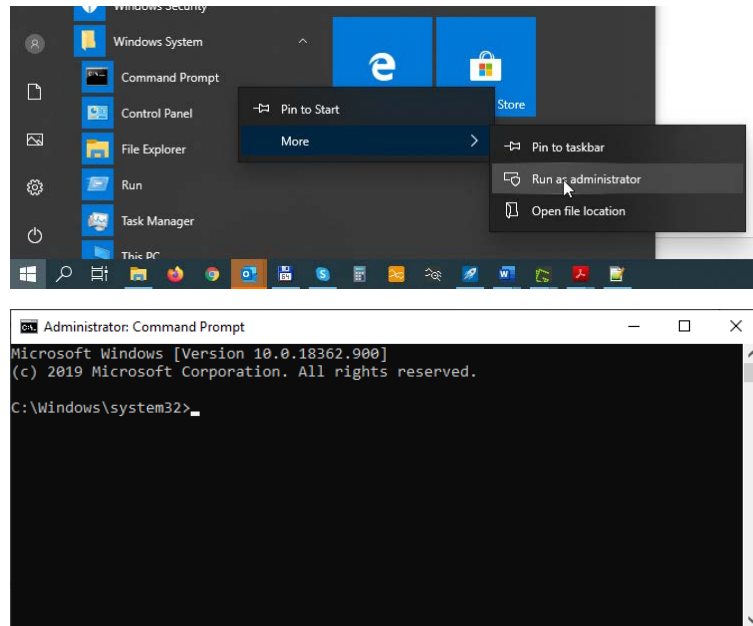 Windows Security
Windows System
Command Prompt
Control Panel
File Explorer
Run
Task Manager
This PC
Pin to Start
More
Store
Pin to taskbar
Run as administrator
Open file location
Administrator: Command Prompt
Microsoft Windows [Version 10.0.18362.900]
(c) 2019 Microsoft Corporation. All rights reserved.
C:\Windows\system32>